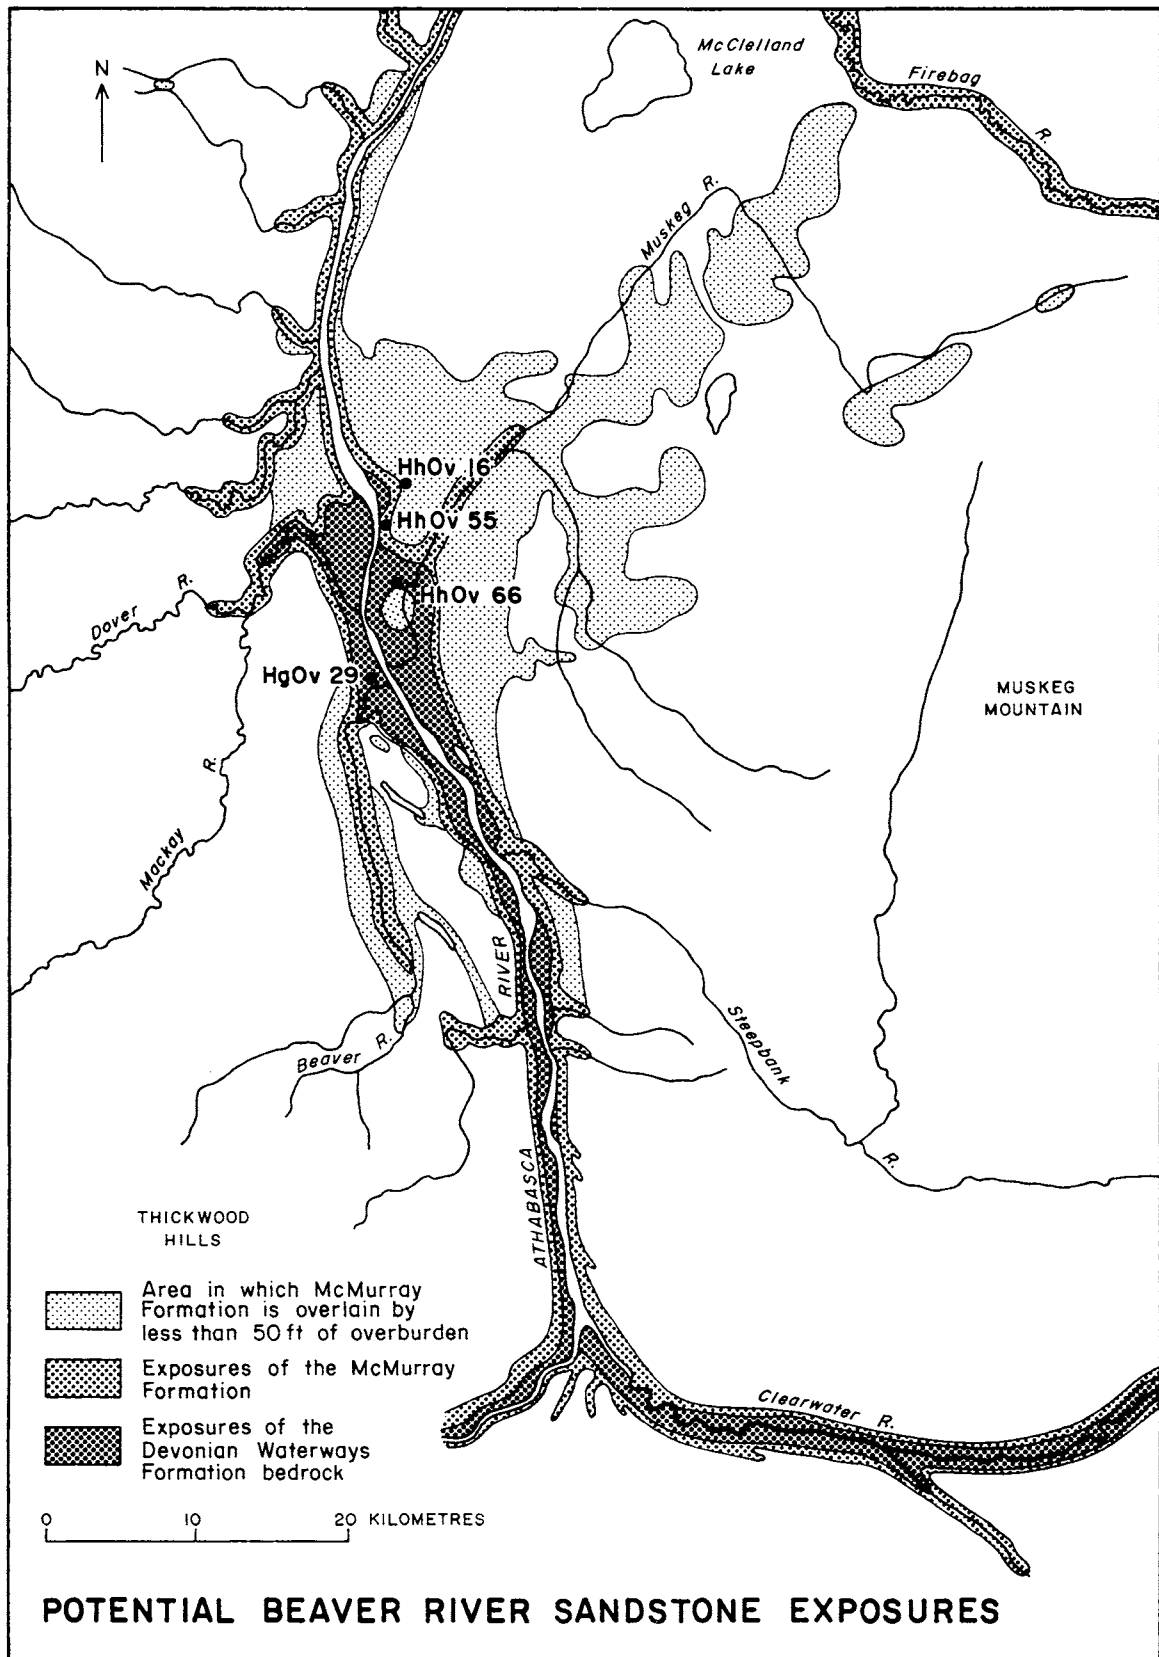 McClelland
Lake
Firebag
R.
N
Muskeg R.
HhOv 16
HhOv 55
HhOv 66
HgOv 29
Dover R.
MUSKEG
MOUNTAIN
Mackay R.
ATHABASCA RIVER
Beaver R.
Steepbank R.
THICKWOOD
HILLS
Clearwater R.
Area in which McMurray
Formation is overlain by
less than 50 ft of overburden
Exposures of the McMurray
Formation
Exposures of the
Devonian Waterways
Formation bedrock
0 10 20 KILOMETRES
POTENTIAL BEAVER RIVER SANDSTONE EXPOSURES